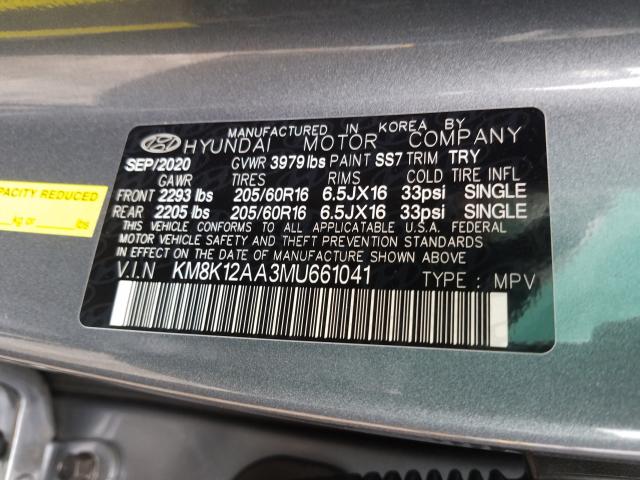 MANUFACTURED IN KOREA BY
HYUNDAI MOTOR COMPANY
SEP/2020 GVWR 3979 lbs PAINT SS7 TRIM TRY
GAWR TIRES RIMS COLD TIRE INFL
FRONT 2293 lbs 205/60R16 6.5JX16 33psi SINGLE
REAR 2205 lbs 205/60R16 6.5JX16 33psi SINGLE
THIS VEHICLE CONFORMS TO ALL APPLICATABLE U.S.A. FEDERAL
MOTOR VEHICLE SAFETY AND THEFT PREVENTION STANDARDS
IN EFFECT ON THE DATE OF MANUFACTURE SHOWN ABOVE
V.I.N KM8K12AA3MU661041 TYPE: MPV
CAPACITY REDUCED
kg or lbs